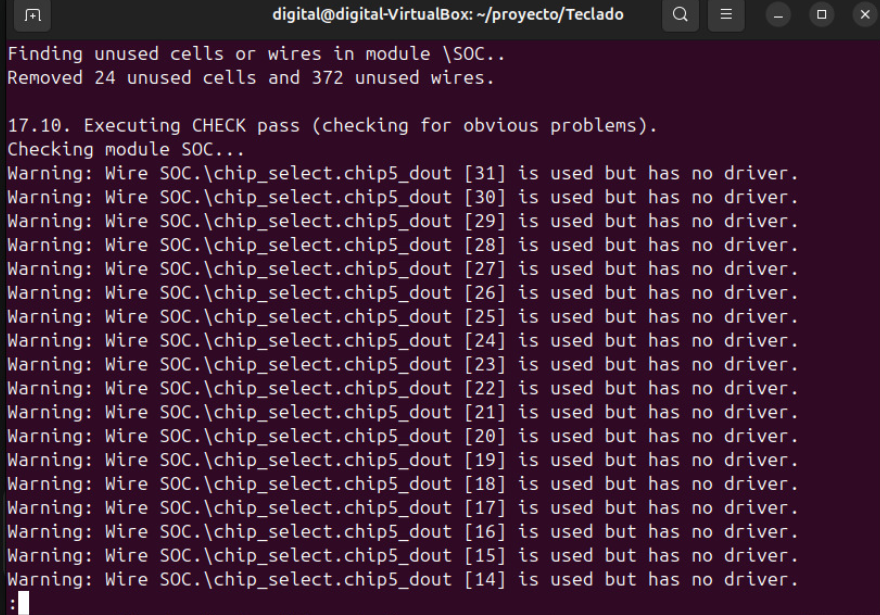 digital@digital-VirtualBox: ~/proyecto/Teclado
Finding unused cells or wires in module \SOC..
Removed 24 unused cells and 372 unused wires.
17.10. Executing CHECK pass (checking for obvious problems).
Checking module SOC...
Warning: Wire SOC.\chip_select.chip5_dout [31] is used but has no driver.
Warning: Wire SOC.\chip_select.chip5_dout [30] is used but has no driver.
Warning: Wire SOC.\chip_select.chip5_dout [29] is used but has no driver.
Warning: Wire SOC.\chip_select.chip5_dout [28] is used but has no driver.
Warning: Wire SOC.\chip_select.chip5_dout [27] is used but has no driver.
Warning: Wire SOC.\chip_select.chip5_dout [26] is used but has no driver.
Warning: Wire SOC.\chip_select.chip5_dout [25] is used but has no driver.
Warning: Wire SOC.\chip_select.chip5_dout [24] is used but has no driver.
Warning: Wire SOC.\chip_select.chip5_dout [23] is used but has no driver.
Warning: Wire SOC.\chip_select.chip5_dout [22] is used but has no driver.
Warning: Wire SOC.\chip_select.chip5_dout [21] is used but has no driver.
Warning: Wire SOC.\chip_select.chip5_dout [20] is used but has no driver.
Warning: Wire SOC.\chip_select.chip5_dout [19] is used but has no driver.
Warning: Wire SOC.\chip_select.chip5_dout [18] is used but has no driver.
Warning: Wire SOC.\chip_select.chip5_dout [17] is used but has no driver.
Warning: Wire SOC.\chip_select.chip5_dout [16] is used but has no driver.
Warning: Wire SOC.\chip_select.chip5_dout [15] is used but has no driver.
Warning: Wire SOC.\chip_select.chip5_dout [14] is used but has no driver.
: